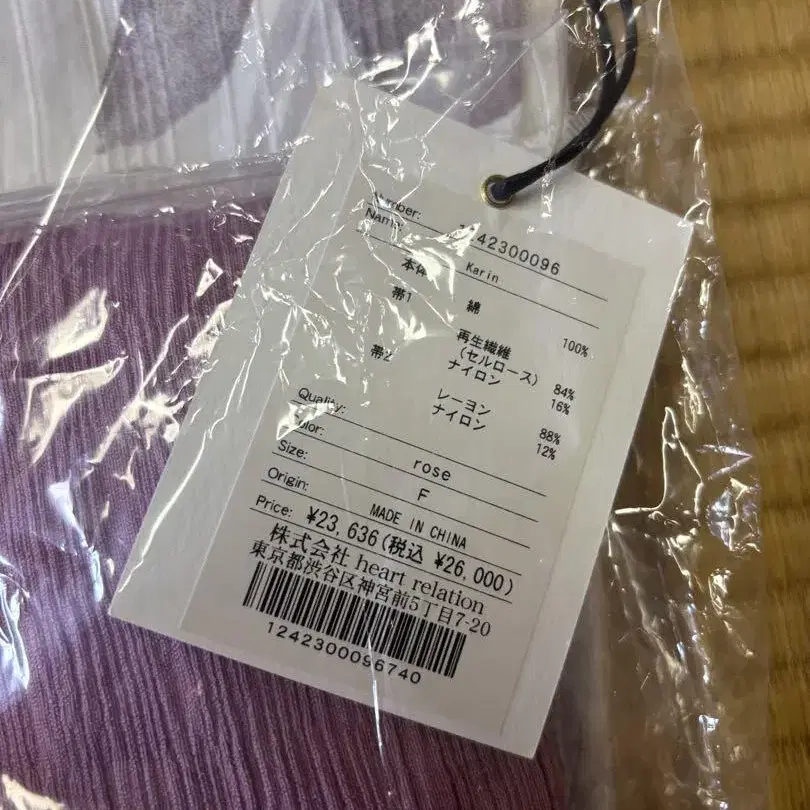 Number: 1242300096
Name: Karin
本体 綿 100%
帯1 再生繊維
(セルロース) 84%
ナイロン 16%
帯2 レーヨン 88%
ナイロン 12%
Quality:
Color: rose
Size: F
Origin: MADE IN CHINA
Price: ¥23,636(税込 ¥26,000)
株式会社 heart relation
東京都渋谷区神宮前5丁目7-20
1242300096740